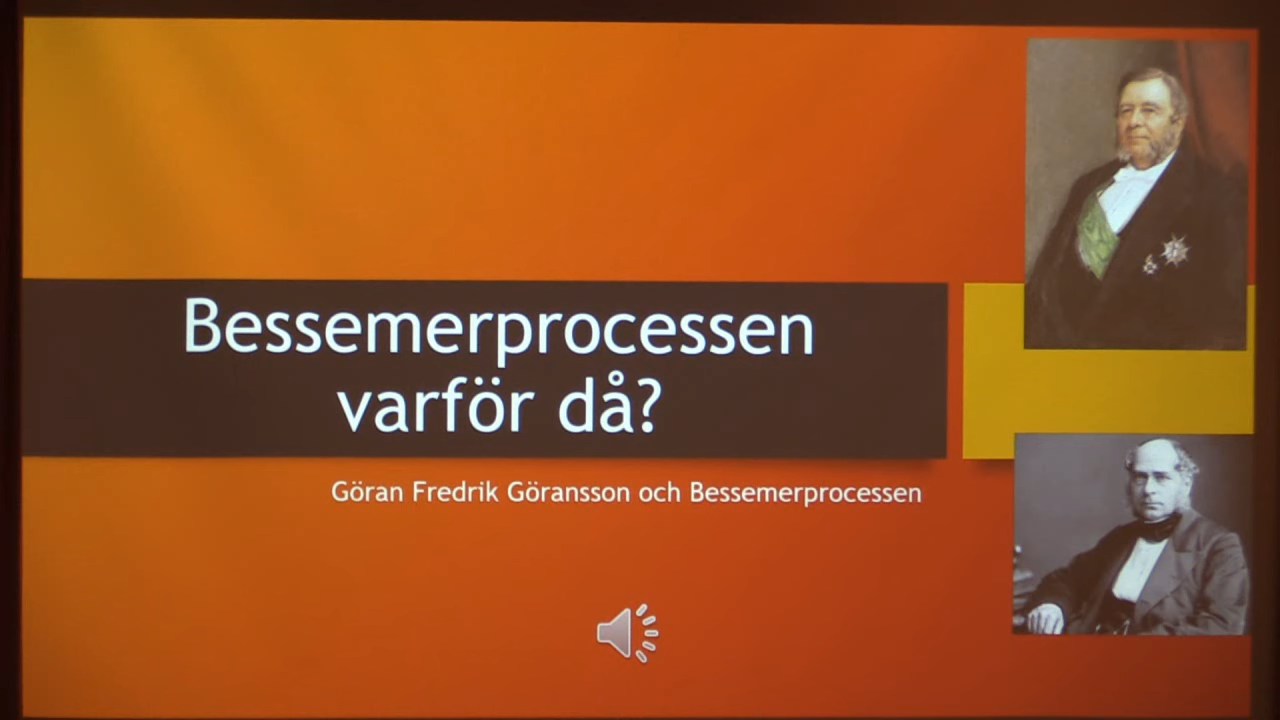 Bessemerprocessen
varför då?
Göran Fredrik Göransson och Bessemerprocessen